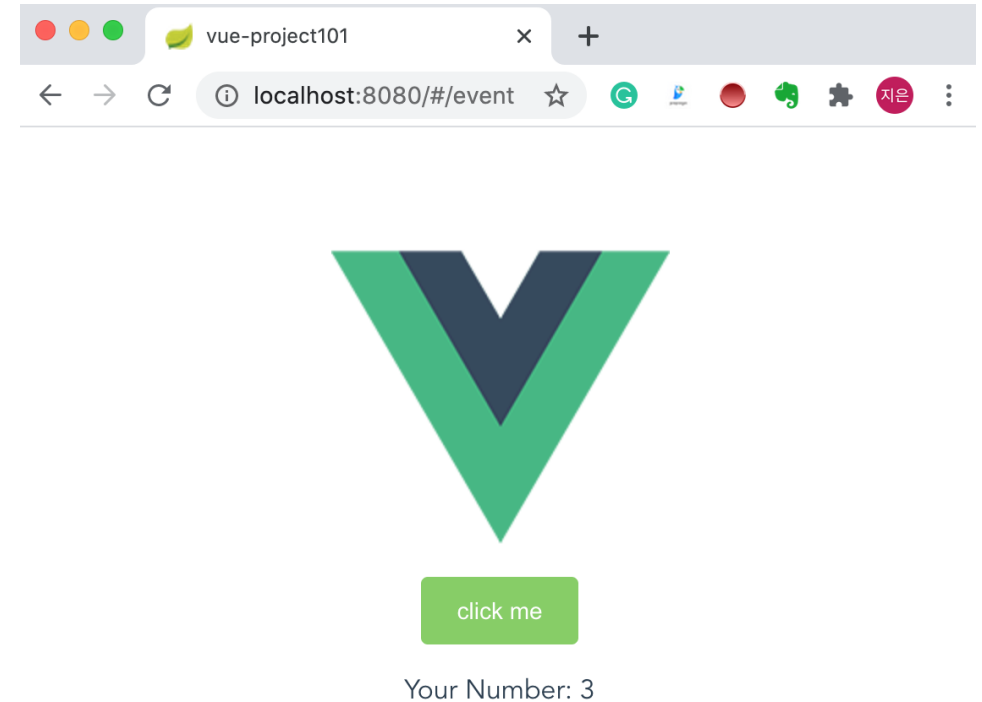 vue-project101
localhost:8080/#/event
지은
click me
Your Number: 3